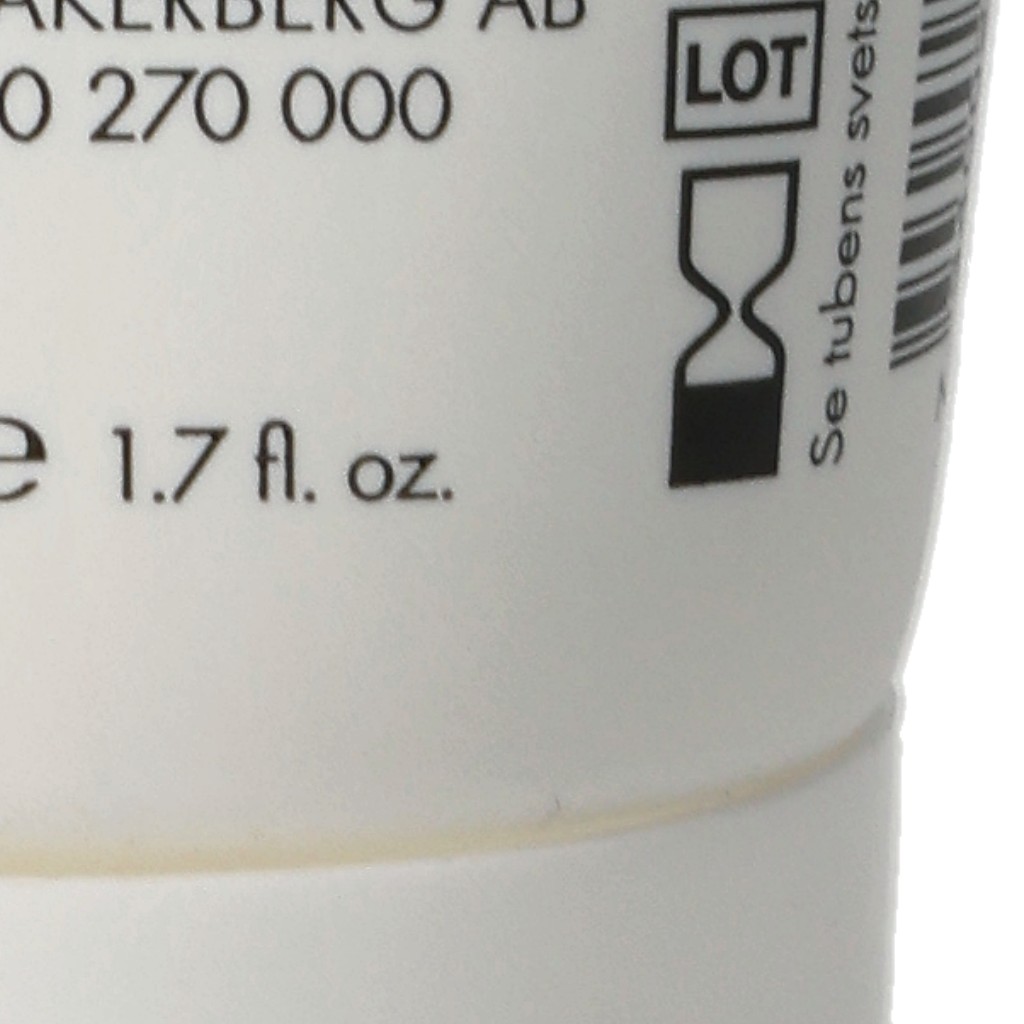 AKERBERG AB
0 270 000
e 1.7 fl. oz.
LOT
Se tubens svets